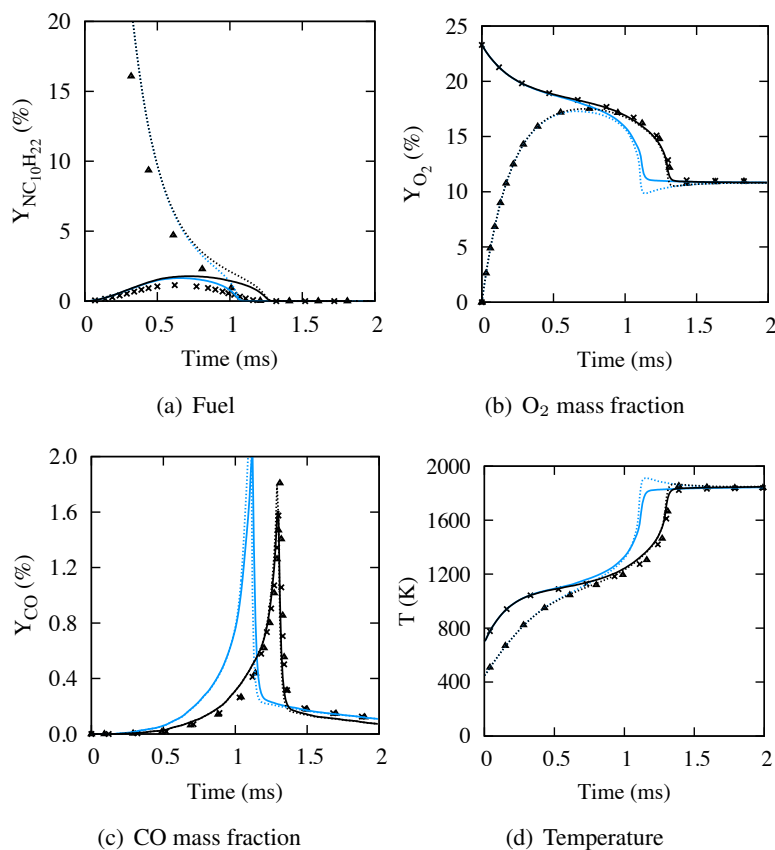 20
15
10
5
0
Y_NC10H22 (%)
0 0.5 1 1.5 2
Time (ms)
(a) Fuel
25
20
15
10
5
0
Y_O2 (%)
0 0.5 1 1.5 2
Time (ms)
(b) O2 mass fraction
2.0
1.6
1.2
0.8
0.4
0.0
Y_CO (%)
0 0.5 1 1.5 2
Time (ms)
(c) CO mass fraction
2000
1600
1200
800
400
0
T (K)
0 0.5 1 1.5 2
Time (ms)
(d) Temperature